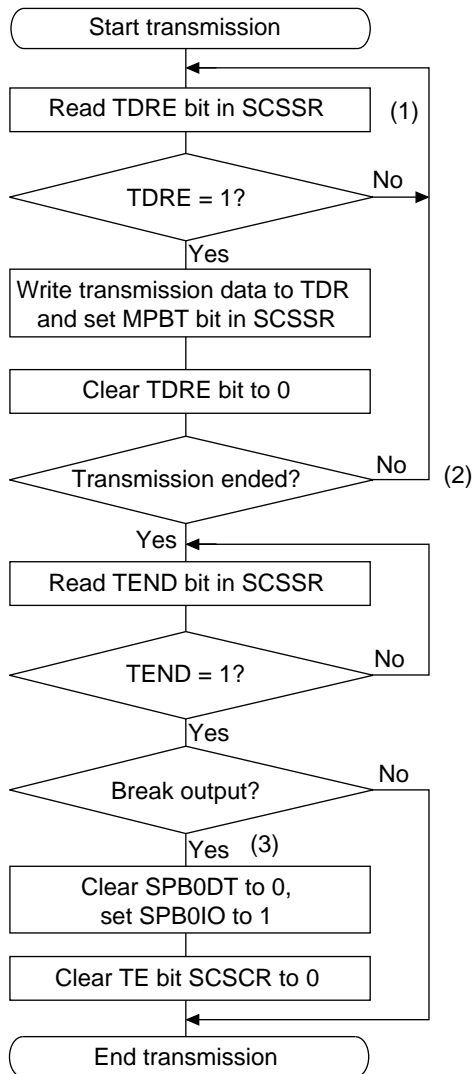 Start transmission
Read TDRE bit in SCSSR
(1)
TDRE = 1?
No
Yes
Write transmission data to TDR
and set MPBT bit in SCSSR
Clear TDRE bit to 0
Transmission ended?
No
(2)
Yes
Read TEND bit in SCSSR
TEND = 1?
No
Yes
Break output?
No
Yes
(3)
Clear SPB0DT to 0,
set SPB0IO to 1
Clear TE bit SCSCR to 0
End transmission